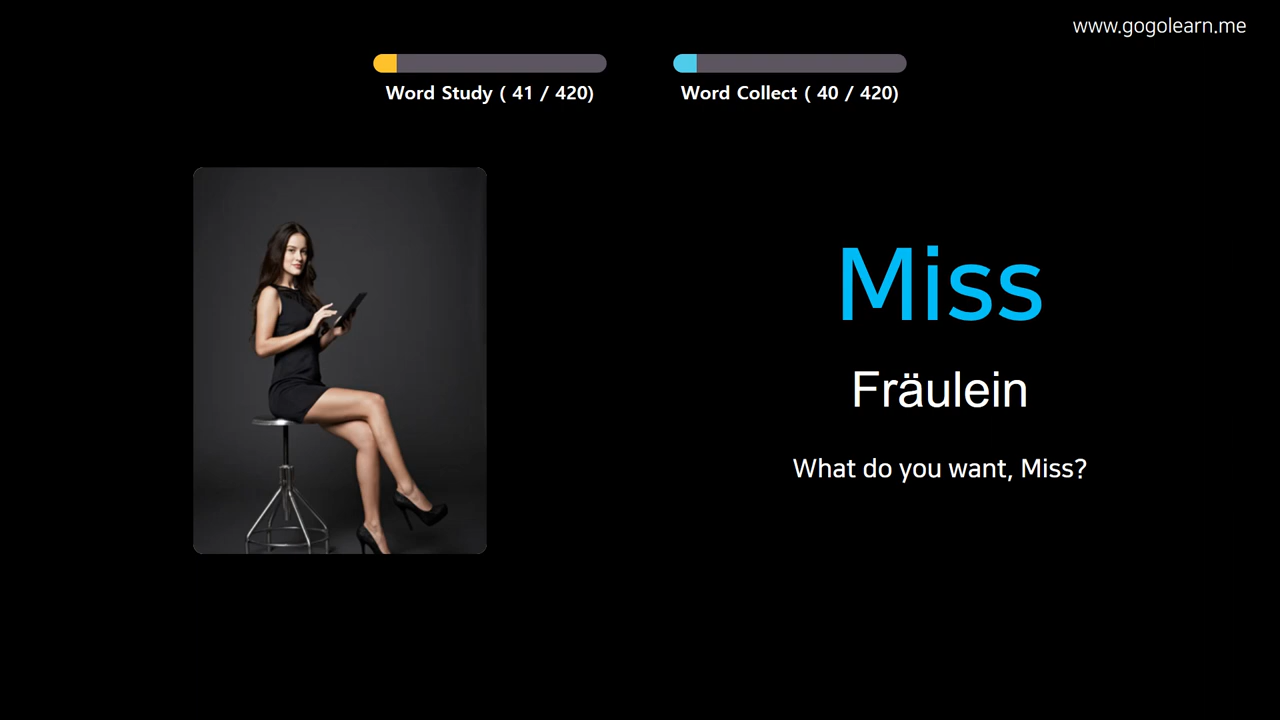 www.gogolearn.me
Word Study ( 41 / 420)
Word Collect ( 40 / 420)
Miss
Fräulein
What do you want, Miss?